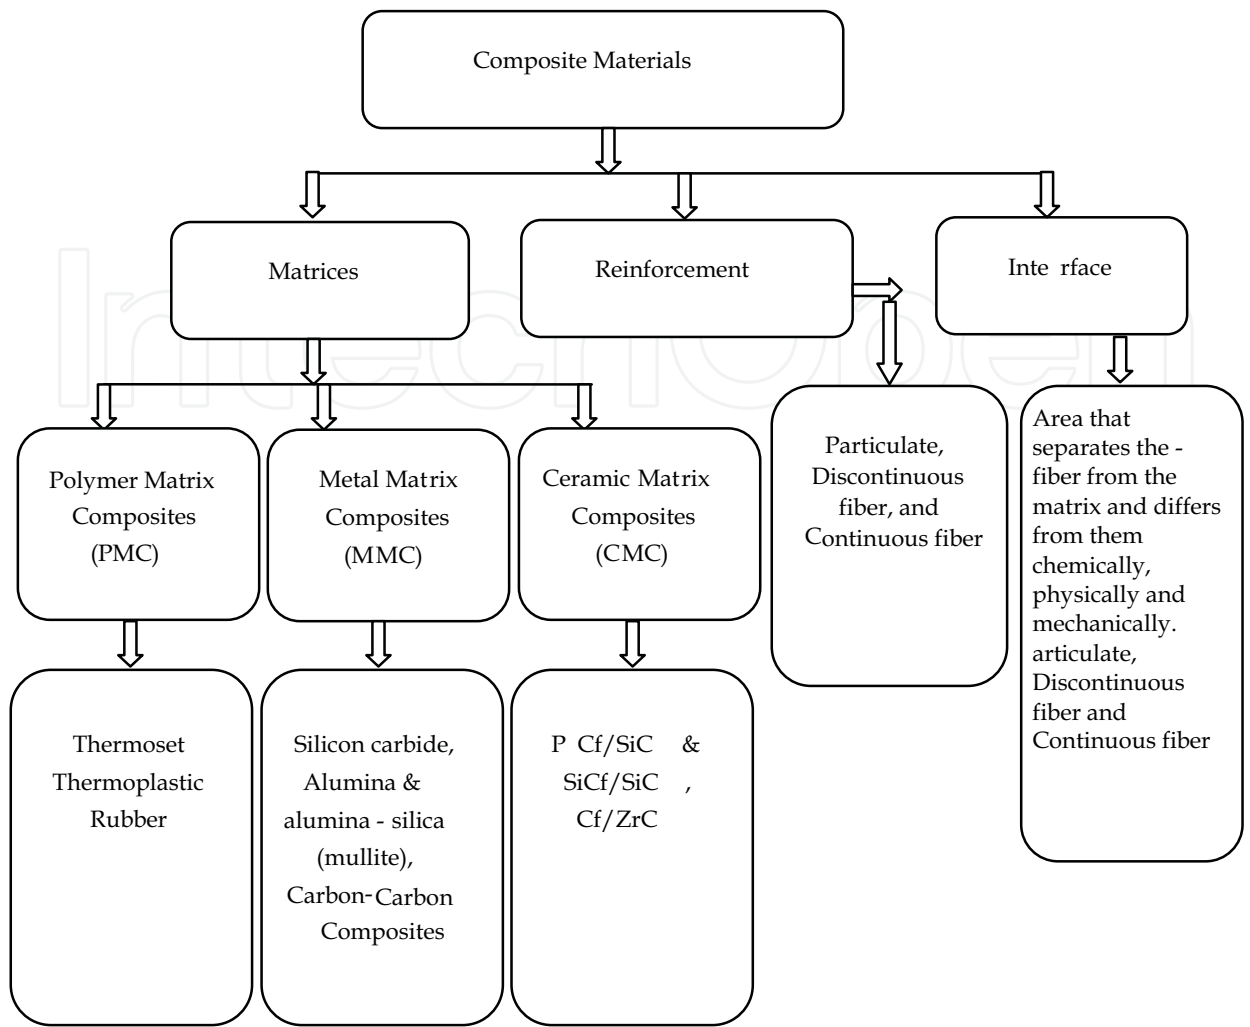 Composite Materials
Matrices
Reinforcement
Inte rface
Polymer Matrix
Composites
(PMC)
Metal Matrix
Composites
(MMC)
Ceramic Matrix
Composites
(CMC)
Particulate,
Discontinuous
fiber, and
Continuous fiber
Area that
separates the -
fiber from the
matrix and differs
from them
chemically,
physically and
mechanically.
articulate,
Discontinuous
fiber and
Continuous fiber
Thermoset
Thermoplastic
Rubber
Silicon carbide,
Alumina &
alumina - silica
(mullite),
Carbon-Carbon
Composites
P Cf/SiC &
SiCf/SiC ,
Cf/ZrC
IntechOpen